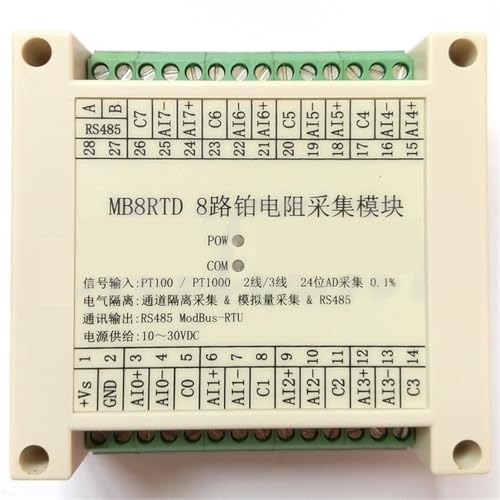 A B C7 AI7- AI7+ C6 AI6- AI6+ C5 AI5- AI5+ C4 AI4- AI4+
RS485
28 27 26 25 24 23 22 21 20 19 18 17 16 15
MB8RTD 8路铂电阻采集模块
POW
COM
信号输入:PT100 / PT1000 2线/3线 24位AD采集 0.1%
电气隔离:通道隔离采集 & 模拟量采集 & RS485
通讯输出:RS485 ModBus-RTU
电源供给:10～30VDC
1 2 3 4 5 6 7 8 9 10 11 12 13 14
+Vs GND AI0+ AI0- C0 AI1+ AI1- C1 AI2+ AI2- C2 AI3+ AI3- C3